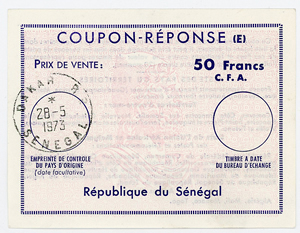 COUPON-RÉPONSE (E)
PRIX DE VENTE:
50 Francs
C.F.A.
DAKAR
28-5
1973
SENEGAL
EMPREINTE DE CONTROLE
DU PAYS D'ORIGINE
(date facultative)
TIMBRE A DATE
DU BUREAU D'ÉCHANGE
République du Sénégal